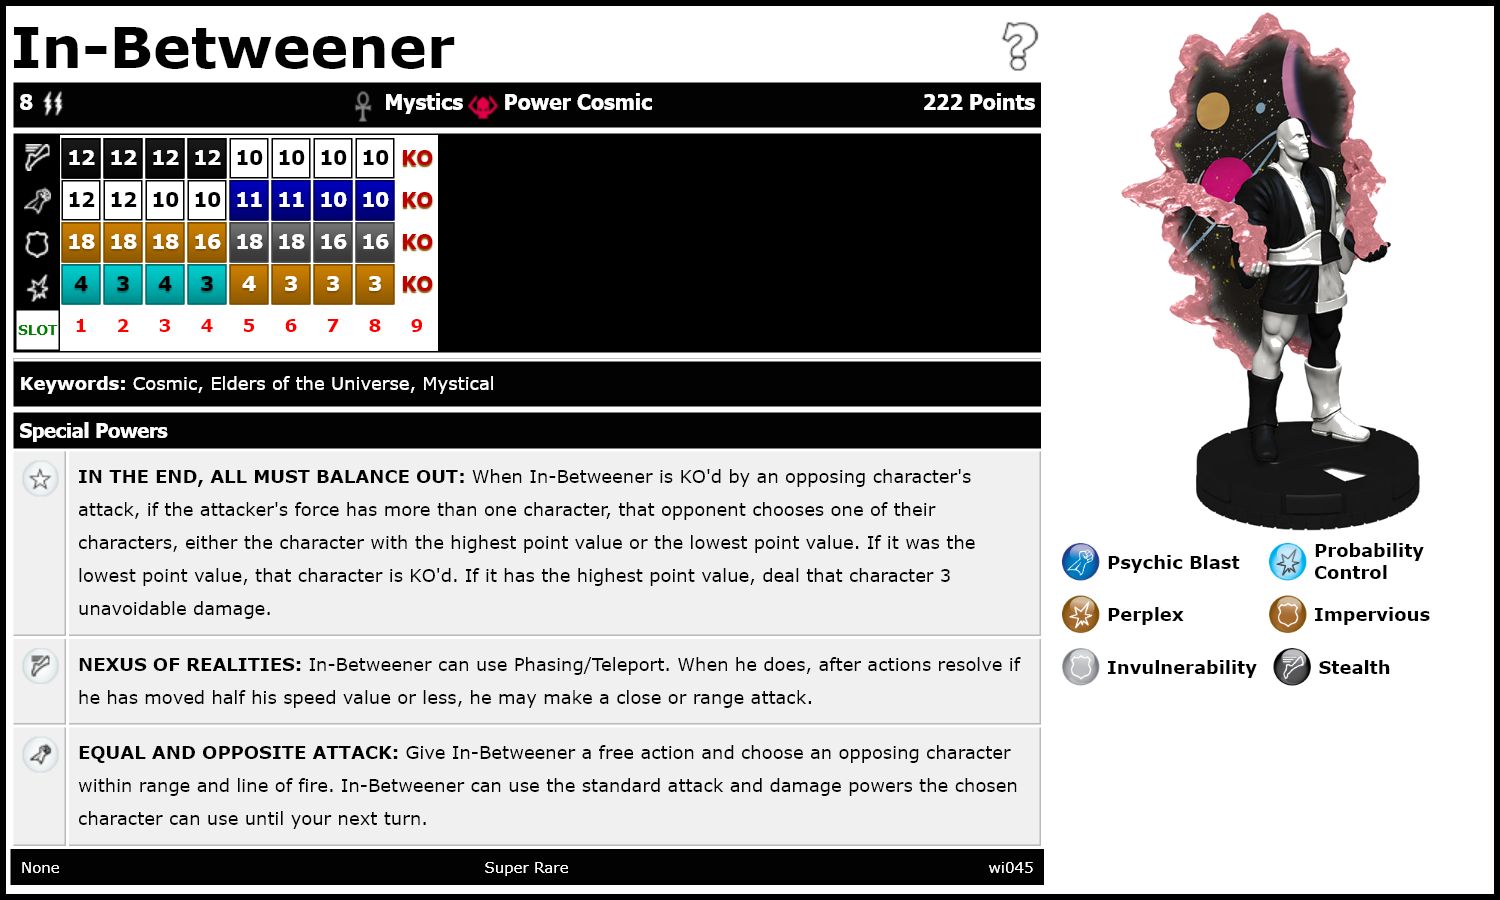 In-Betweener
8 Mystics Power Cosmic 222 Points
12 12 12 12 10 10 10 10 KO
12 12 10 10 11 11 10 10 KO
18 18 18 16 18 18 16 16 KO
4 3 4 3 4 3 3 3 KO
SLOT 1 2 3 4 5 6 7 8 9
Keywords: Cosmic, Elders of the Universe, Mystical
Special Powers
IN THE END, ALL MUST BALANCE OUT: When In-Betweener is KO'd by an opposing character's
attack, if the attacker's force has more than one character, that opponent chooses one of their
characters, either the character with the highest point value or the lowest point value. If it was the
lowest point value, that character is KO'd. If it has the highest point value, deal that character 3
unavoidable damage.
NEXUS OF REALITIES: In-Betweener can use Phasing/Teleport. When he does, after actions resolve if
he has moved half his speed value or less, he may make a close or range attack.
EQUAL AND OPPOSITE ATTACK: Give In-Betweener a free action and choose an opposing character
within range and line of fire. In-Betweener can use the standard attack and damage powers the chosen
character can use until your next turn.
None Super Rare wi045
Psychic Blast Probability
Control
Perplex Impervious
Invulnerability Stealth